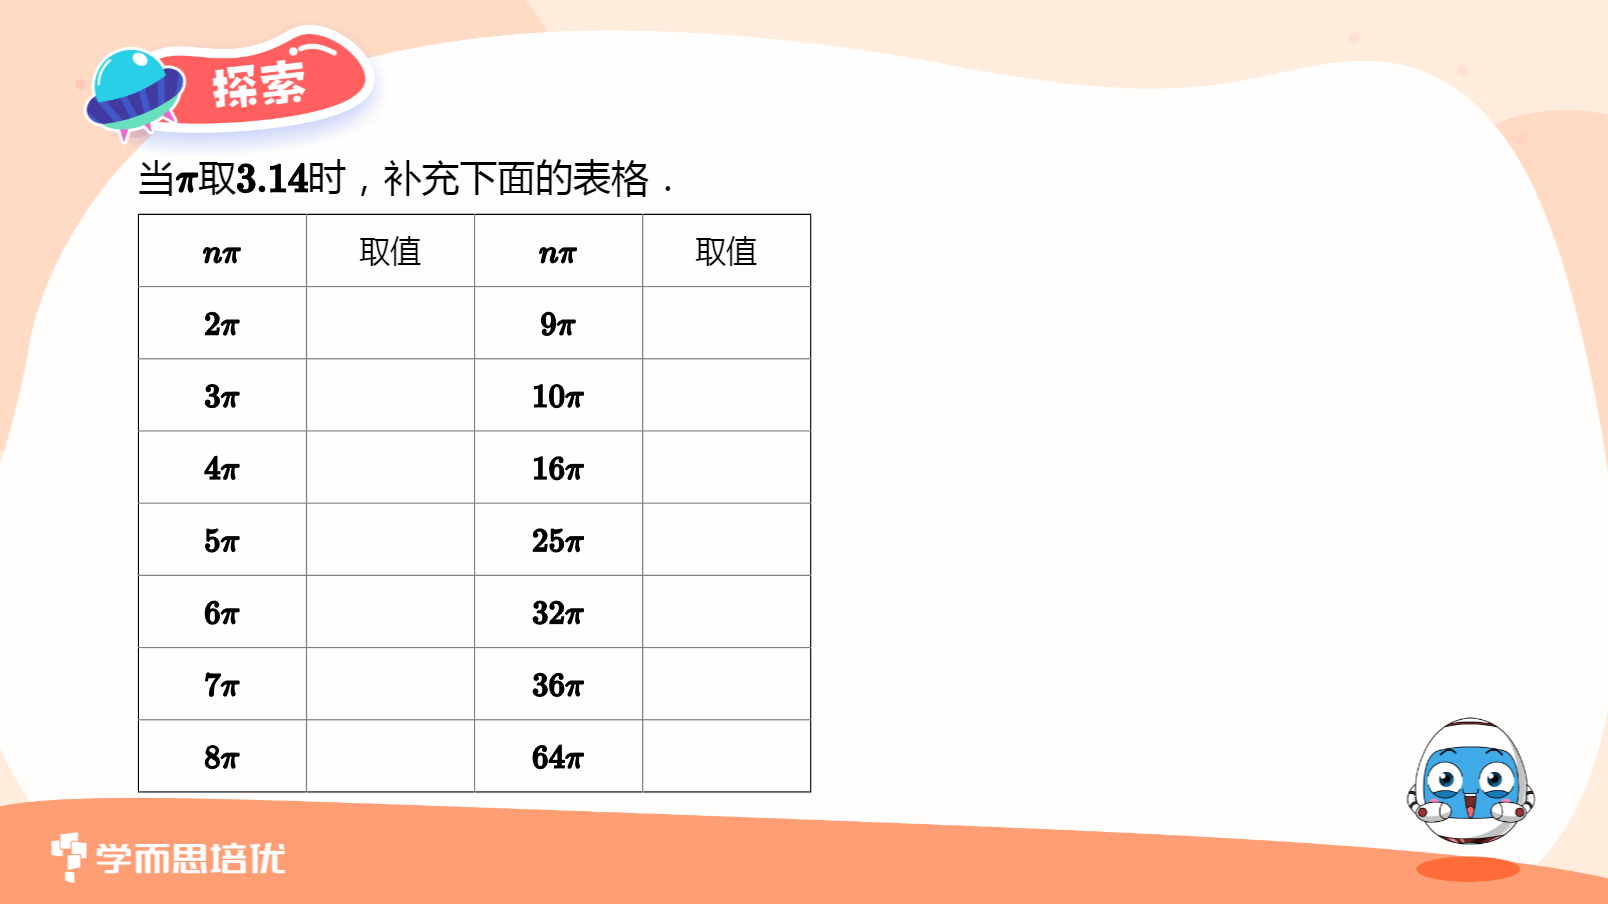 探索
当π取3.14时，补充下面的表格．
nπ 取值 nπ 取值
2π 9π
3π 10π
4π 16π
5π 25π
6π 32π
7π 36π
8π 64π
学而思培优